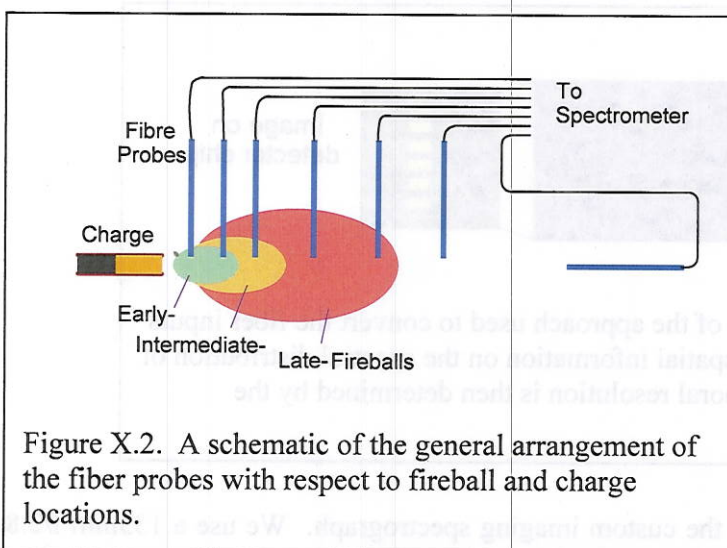 To
Spectrometer
Fibre
Probes
Charge
Early-
Intermediate-
Late-Fireballs
Figure X.2. A schematic of the general arrangement of
the fiber probes with respect to fireball and charge
locations.